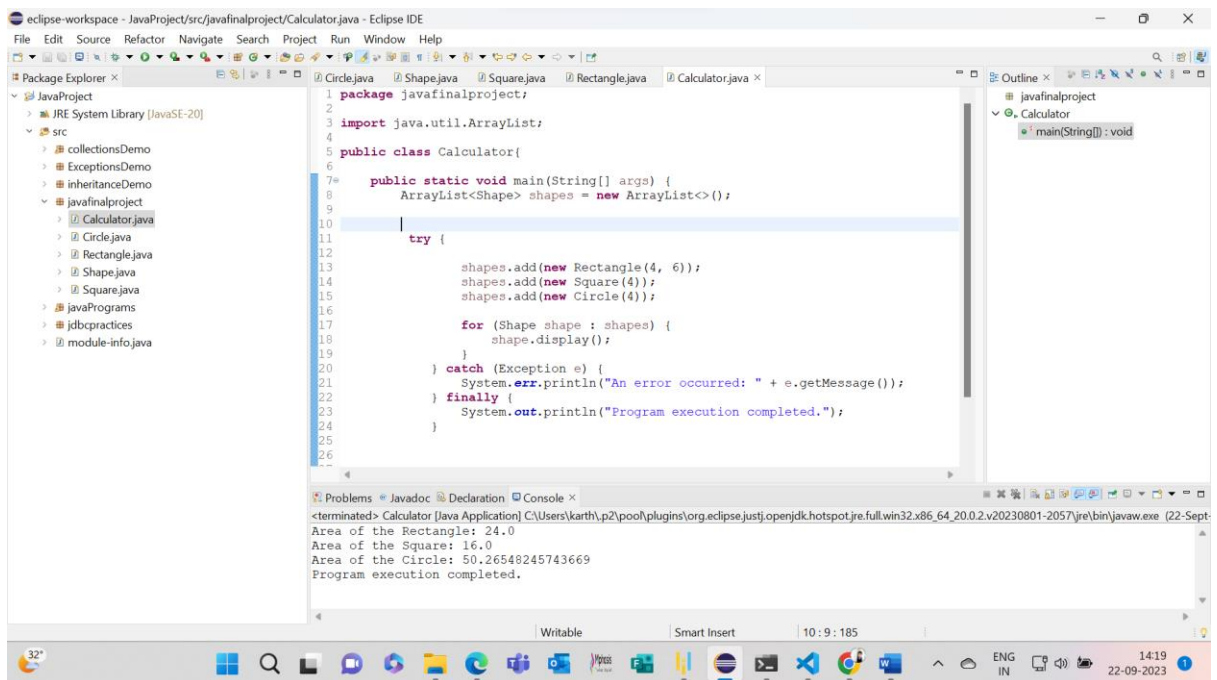 eclipse-workspace - JavaProject/src/javafinalproject/Calculator.java - Eclipse IDE
File Edit Source Refactor Navigate Search Project Run Window Help
Package Explorer
JavaProject
JRE System Library [JavaSE-20]
src
collectionsDemo
ExceptionsDemo
inheritanceDemo
javafinalproject
Calculator.java
Circle.java
Rectangle.java
Shape.java
Square.java
javaPrograms
jdbcpractices
module-info.java
Circle.java Shape.java Square.java Rectangle.java Calculator.java
1 package javafinalproject;
2
3 import java.util.ArrayList;
4
5 public class Calculator{
6
7 public static void main(String[] args) {
8 ArrayList<Shape> shapes = new ArrayList<>();
9
10
11 try {
12
13 shapes.add(new Rectangle(4, 6));
14 shapes.add(new Square(4));
15 shapes.add(new Circle(4));
16
17 for (Shape shape : shapes) {
18 shape.display();
19 }
20 } catch (Exception e) {
21 System.err.println("An error occurred: " + e.getMessage());
22 } finally {
23 System.out.println("Program execution completed.");
24 }
25
26
Outline
javafinalproject
Calculator
main(String[]) : void
Problems Javadoc Declaration Console
<terminated> Calculator [Java Application] C:\Users\karth\.p2\pool\plugins\org.eclipse.justj.openjdk.hotspot.jre.full.win32.x86_64_20.0.2.v20230801-2057\jre\bin\javaw.exe (22-Sept-
Area of the Rectangle: 24.0
Area of the Square: 16.0
Area of the Circle: 50.26548245743669
Program execution completed.
Writable Smart Insert 10 : 9 : 185
32°
Mphasis
ENG
IN
14:19
22-09-2023
1